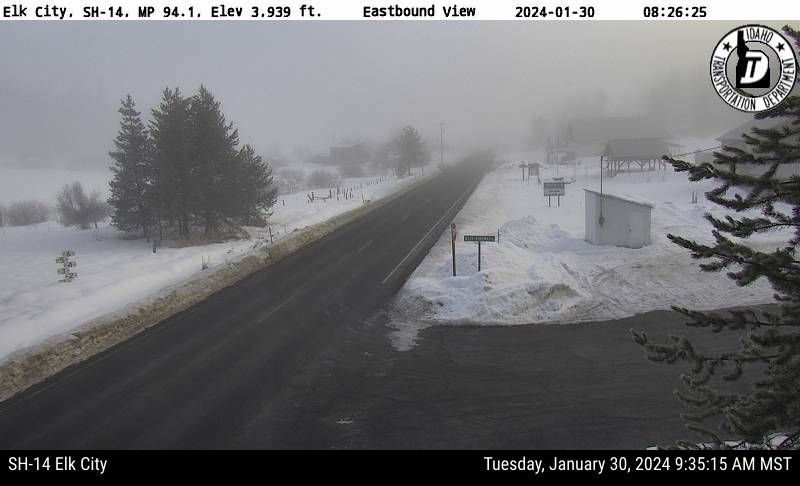 Elk City, SH-14, MP 94.1, Elev 3,939 ft. Eastbound View 2024-01-30 08:26:25
IDAHO
TRANSPORTATION DEPARTMENT
SH-14 Elk City Tuesday, January 30, 2024 9:35:15 AM MST